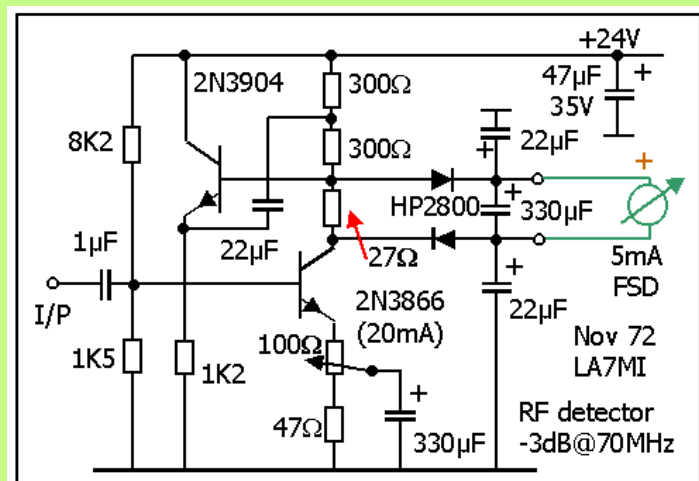 +24V
2N3904
300Ω
47µF
35V
+
8K2
300Ω
22µF
+
+
HP2800
+
330µF
1µF
22µF
27Ω
5mA
FSD
+
22µF
I/P
2N3866
(20mA)
100Ω
Nov 72
LA7MI
1K5
1K2
+
47Ω
330µF
RF detector
-3dB@70MHz